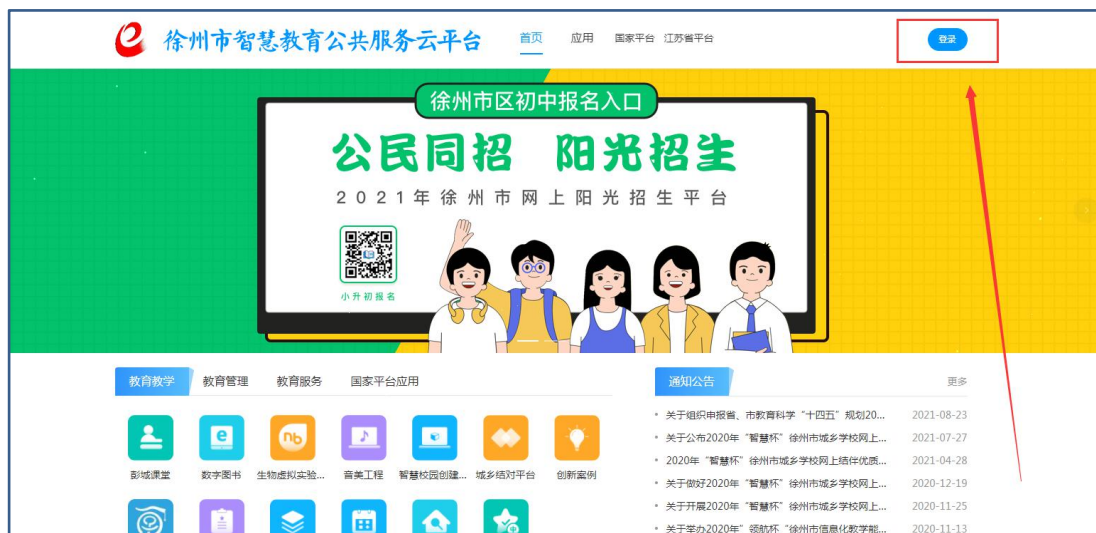 徐州市智慧教育公共服务云平台
首页 应用 国家平台 江苏省平台
登录
徐州市区初中报名入口
公民同招 阳光招生
2021年徐州市网上阳光招生平台
小升初报名
教育教学 教育管理 教育服务 国家平台应用
彭城课堂 数字图书 生物虚拟实验... 音美工程 智慧校园创建... 城乡结对平台 创新案例
通知公告 更多
关于组织申报省、市教育科学“十四五”规划20... 2021-08-23
关于公布2020年“智慧杯”徐州市城乡学校网上... 2021-07-27
2020年“智慧杯”徐州市城乡学校网上结伴优质... 2021-04-28
关于做好2020年“智慧杯”徐州市城乡学校网上... 2020-12-19
关于开展2020年“智慧杯”徐州市城乡学校网上... 2020-11-25
关于举办2020年”领航杯“徐州市信息化教学能... 2020-11-13